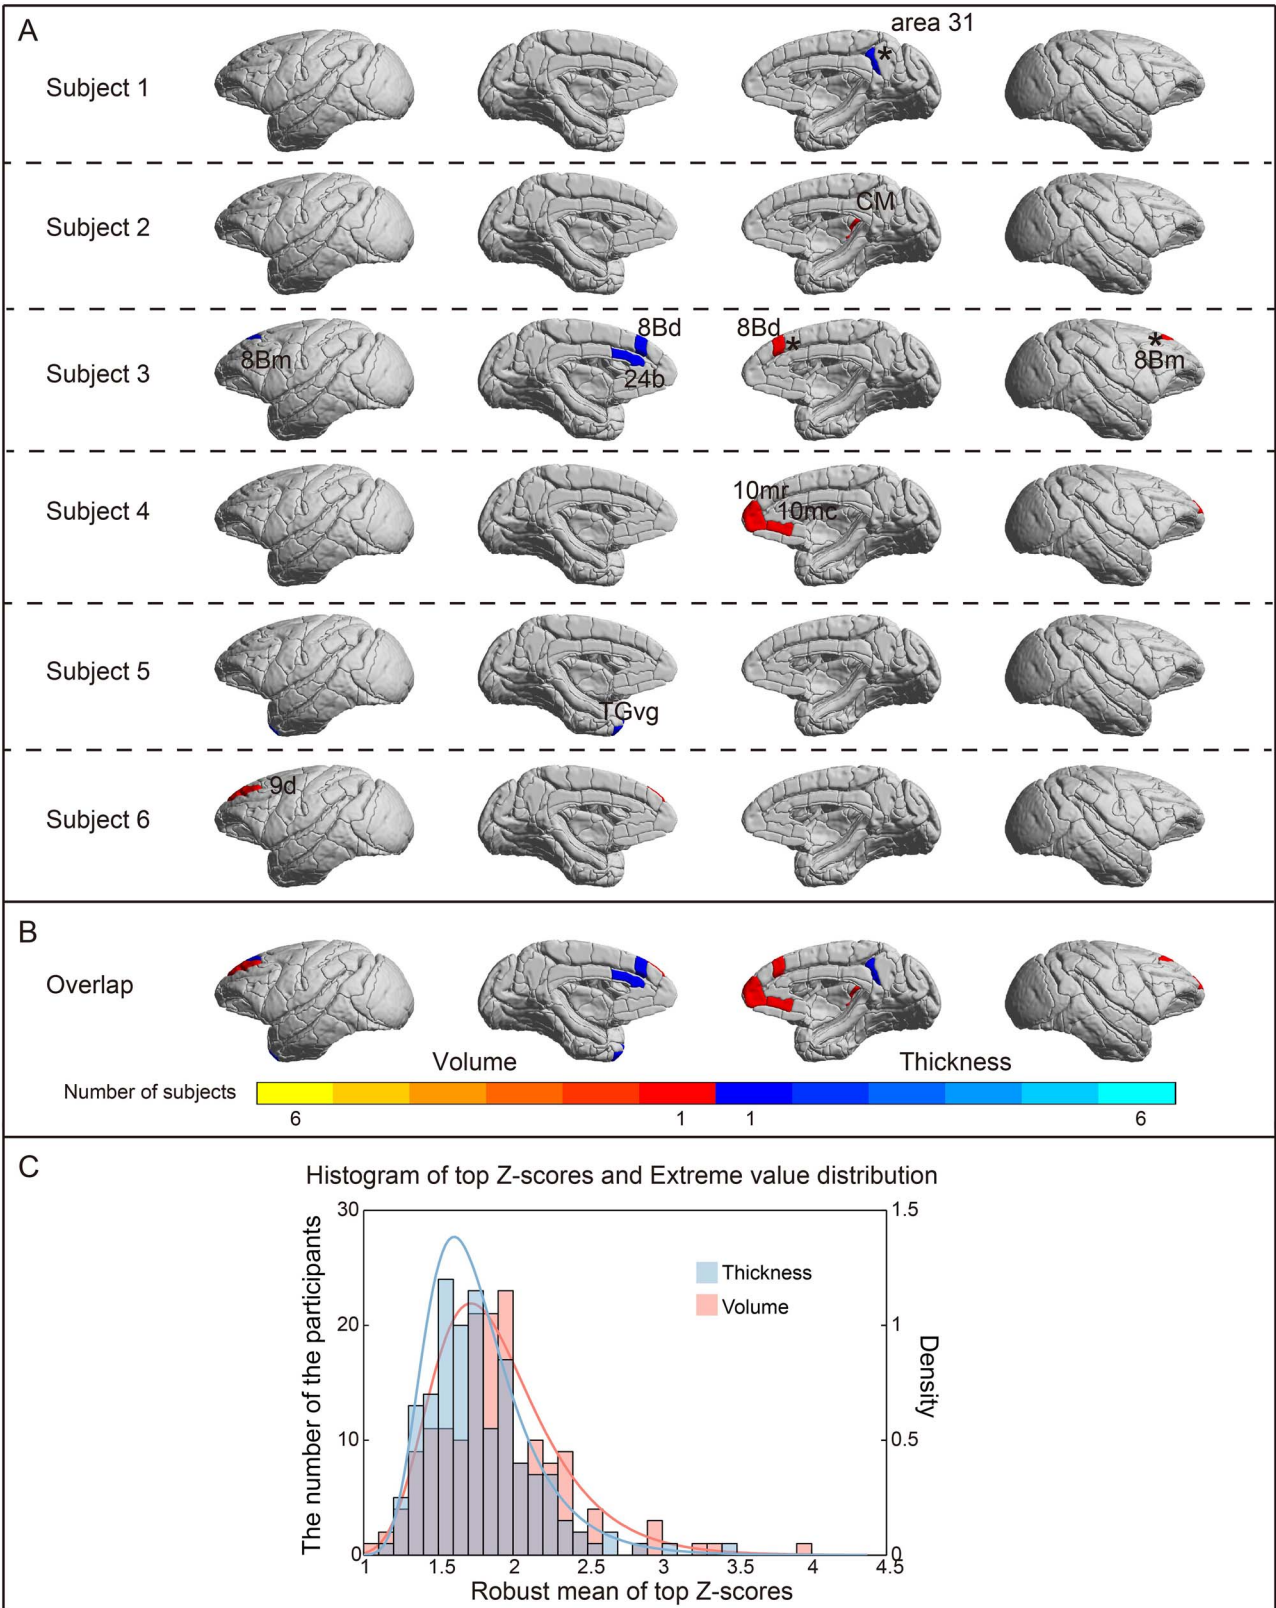 A
area 31
*
Subject 1
CM
Subject 2
8Bd
8Bd
*
*
8Bm
8Bm
Subject 3
24b
10mr
Subject 4
10mc
Subject 5
TGvg
9d
Subject 6
B
Overlap
Volume
Thickness
Number of subjects
6
1
1
6
C
Histogram of top Z-scores and Extreme value distribution
30
1.5
Thickness
Volume
20
1
The number of the participants
Density
10
0.5
0
0
1
1.5
2
2.5
3
3.5
4
4.5
Robust mean of top Z-scores